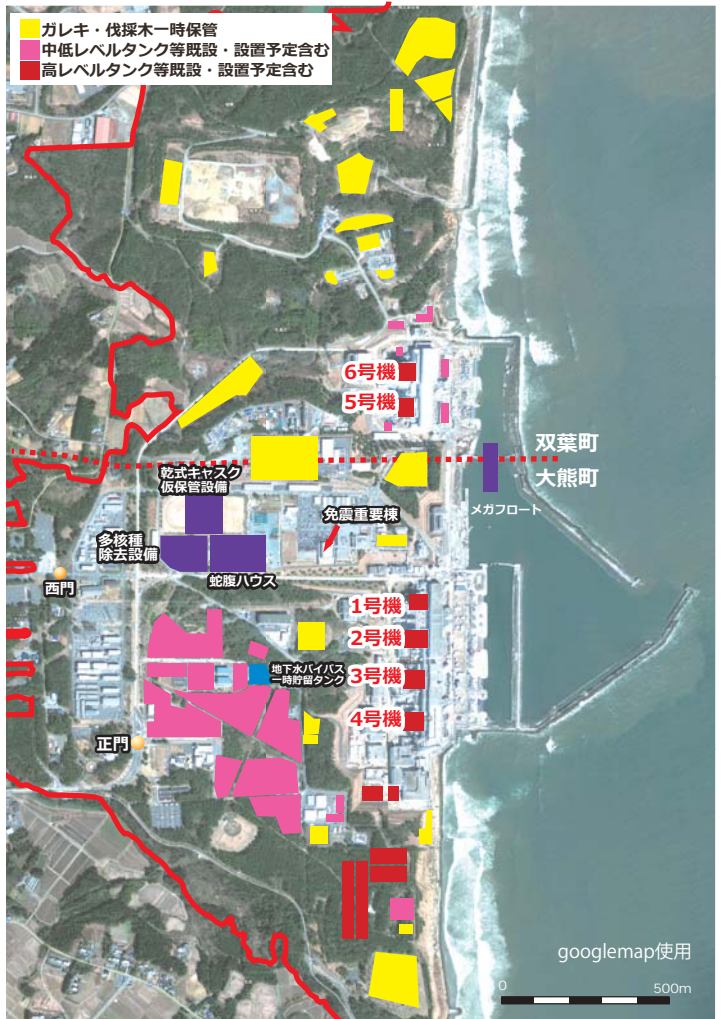 ガレキ・伐採木一時保管
中低レベルタンク等既設・設置予定含む
高レベルタンク等既設・設置予定含む
6号機
5号機
双葉町
大熊町
乾式キャスク
仮保管設備
メガフロート
免震重要棟
多核種
除去設備
蛇腹ハウス
西門
1号機
2号機
地下水バイパス
一時貯留タンク
3号機
4号機
正門
googlemap使用
0
500m